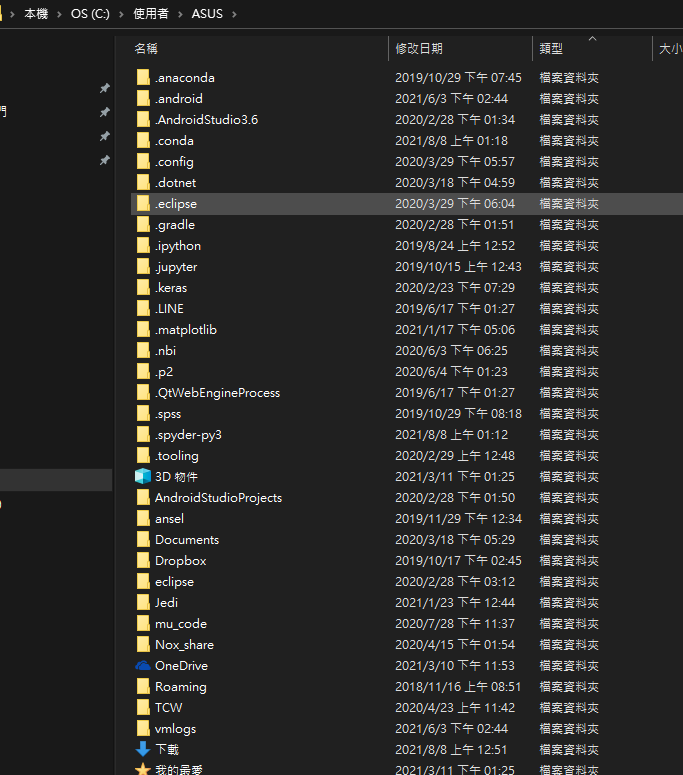 本機 > OS (C:) > 使用者 > ASUS >
名稱 修改日期 類型 大小
.anaconda 2019/10/29 下午 07:45 檔案資料夾
.android 2021/6/3 下午 02:44 檔案資料夾
門
.AndroidStudio3.6 2020/2/28 下午 01:34 檔案資料夾
.conda 2021/8/8 上午 01:18 檔案資料夾
.config 2020/3/29 下午 05:57 檔案資料夾
.dotnet 2020/3/18 下午 04:59 檔案資料夾
.eclipse 2020/3/29 下午 06:04 檔案資料夾
.gradle 2020/2/28 下午 01:51 檔案資料夾
.ipython 2019/8/24 上午 12:52 檔案資料夾
.jupyter 2019/10/15 上午 12:43 檔案資料夾
.keras 2020/2/23 下午 07:29 檔案資料夾
.LINE 2019/6/17 下午 01:27 檔案資料夾
.matplotlib 2021/1/17 下午 05:06 檔案資料夾
.nbi 2020/6/3 下午 06:25 檔案資料夾
.p2 2020/6/4 下午 01:23 檔案資料夾
.QtWebEngineProcess 2019/6/17 下午 01:27 檔案資料夾
.spss 2019/10/29 下午 08:18 檔案資料夾
.spyder-py3 2021/8/8 上午 01:12 檔案資料夾
.tooling 2020/2/29 上午 12:48 檔案資料夾
3D 物件 2021/3/11 下午 01:25 檔案資料夾
AndroidStudioProjects 2020/2/28 下午 01:50 檔案資料夾
ansel 2019/11/29 下午 12:34 檔案資料夾
Documents 2020/3/18 下午 05:29 檔案資料夾
Dropbox 2019/10/17 下午 02:45 檔案資料夾
eclipse 2020/2/28 下午 03:12 檔案資料夾
Jedi 2021/1/23 下午 12:44 檔案資料夾
mu_code 2020/7/28 下午 11:37 檔案資料夾
Nox_share 2020/4/15 下午 01:54 檔案資料夾
OneDrive 2021/3/10 下午 11:53 檔案資料夾
Roaming 2018/11/16 上午 08:51 檔案資料夾
TCW 2020/4/23 上午 11:42 檔案資料夾
vmlogs 2021/6/3 下午 02:44 檔案資料夾
下載 2021/8/8 上午 12:51 檔案資料夾
我的最愛 2021/3/11 下午 01:25 檔案資料夾